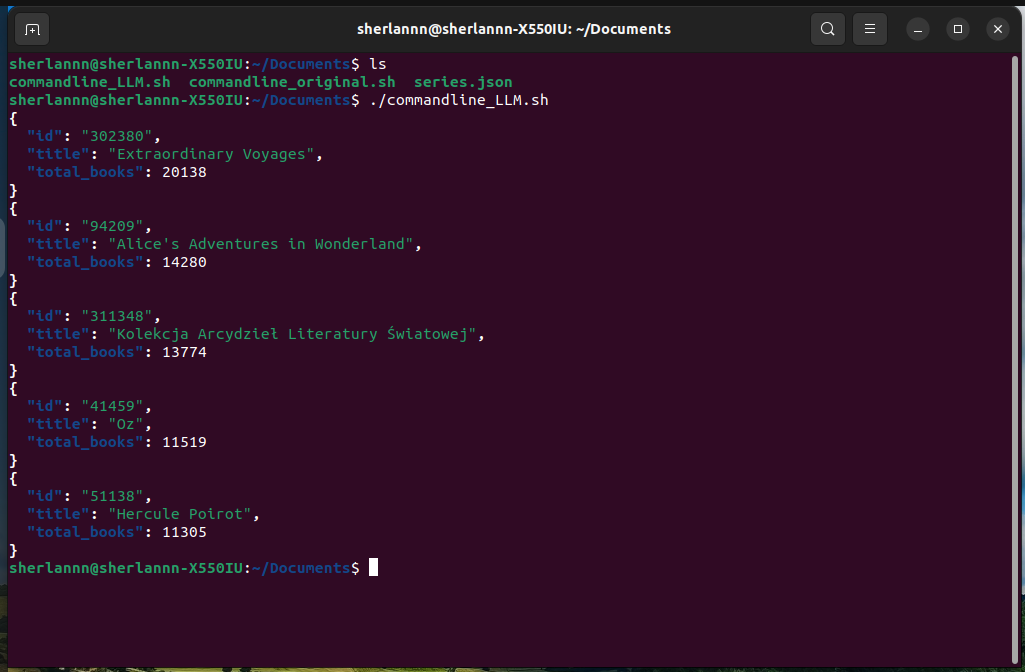 sherlannn@sherlannn-X550IU: ~/Documents
sherlannn@sherlannn-X550IU:~/Documents$ ls
commandline_LLM.sh  commandline_original.sh  series.json
sherlannn@sherlannn-X550IU:~/Documents$ ./commandline_LLM.sh
{
  "id": "302380",
  "title": "Extraordinary Voyages",
  "total_books": 20138
}
{
  "id": "94209",
  "title": "Alice's Adventures in Wonderland",
  "total_books": 14280
}
{
  "id": "311348",
  "title": "Kolekcja Arcydzieł Literatury Światowej",
  "total_books": 13774
}
{
  "id": "41459",
  "title": "Oz",
  "total_books": 11519
}
{
  "id": "51138",
  "title": "Hercule Poirot",
  "total_books": 11305
}
sherlannn@sherlannn-X550IU:~/Documents$